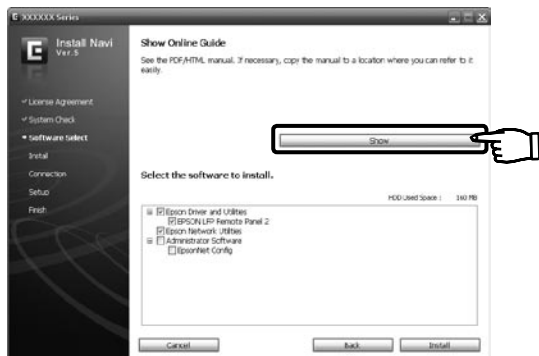 E XXXXXX Series
E
Install Navi
Ver.5
License Agreement
System Check
Software Select
Install
Connection
Setup
Finish
Show Online Guide
See the PDF/HTML manual. If necessary, copy the manual to a location where you can refer to it
easily.
Show
Select the software to install.
HDD Used Space : 160 MB
Epson Driver and Utilities
EPSON LFP Remote Panel 2
Epson Network Utilities
Administrator Software
EpsonNet Config
Cancel
Back
Install